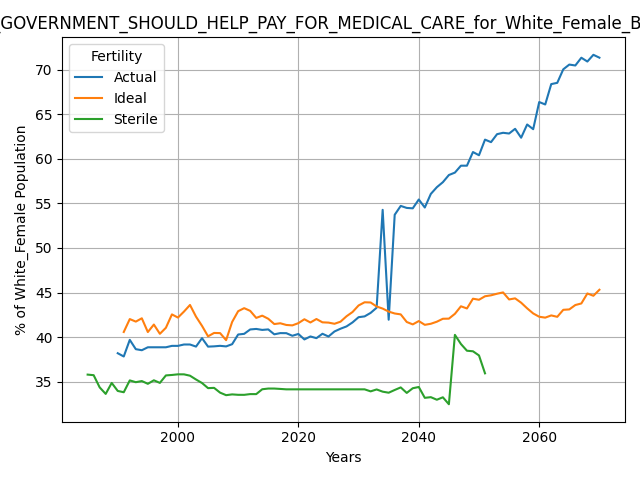 _GOVERNMENT_SHOULD_HELP_PAY_FOR_MEDICAL_CARE_for_White_Female_B
Fertility
Actual
Ideal
Sterile
% of White_Female Population
70
65
60
55
50
45
40
35
2000
2020
2040
2060
Years